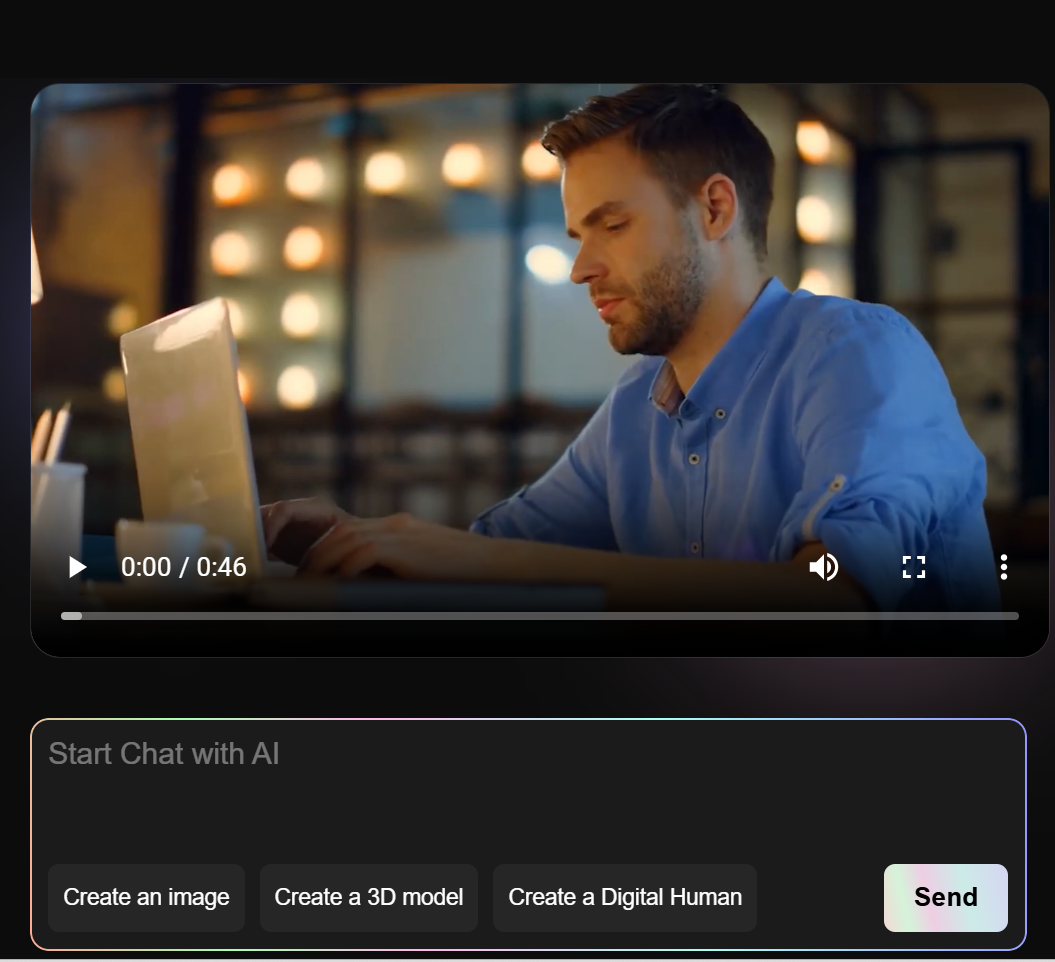 0:00 / 0:46
Start Chat with AI
Create an image
Create a 3D model
Create a Digital Human
Send